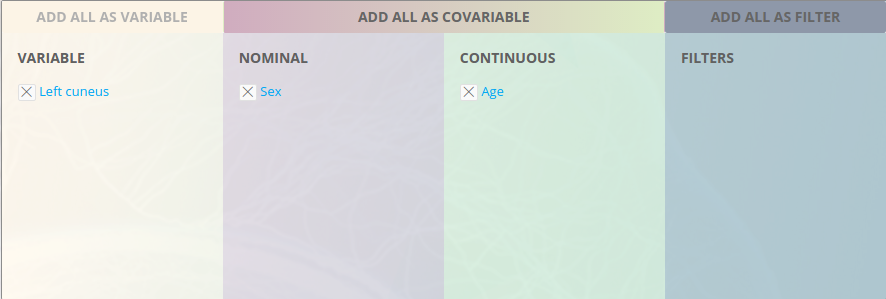 ADD ALL AS VARIABLE
ADD ALL AS COVARIABLE
ADD ALL AS FILTER
VARIABLE
NOMINAL
CONTINUOUS
FILTERS
Left cuneus
Sex
Age